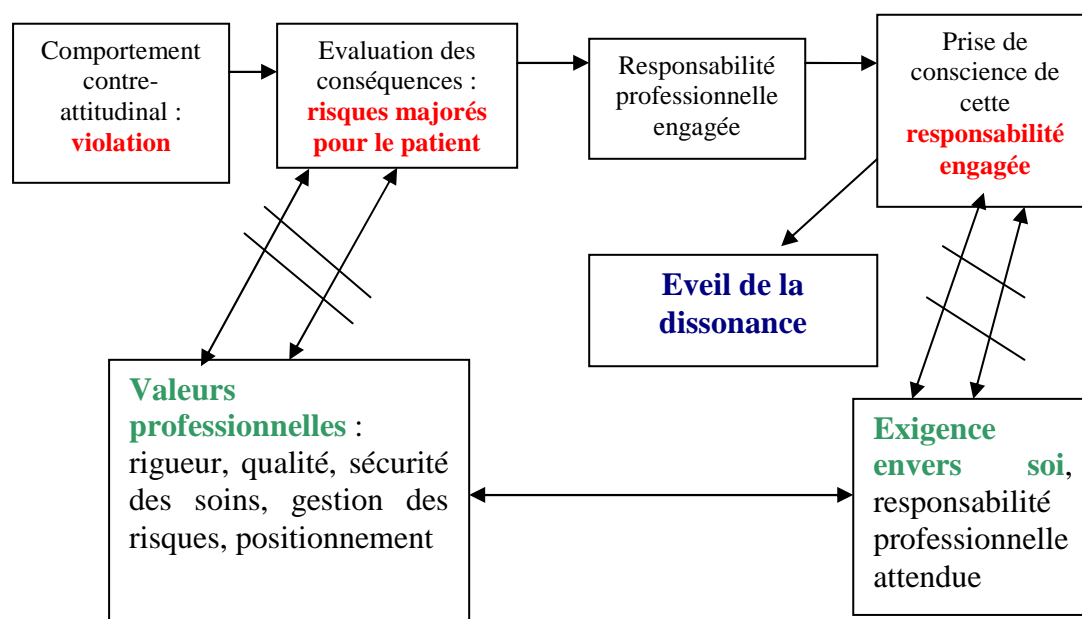 Comportement
contre-
attitudinal :
violation
Evaluation des
conséquences :
risques majorés
pour le patient
Responsabilité
professionnelle
engagée
Prise de
conscience de
cette
responsabilité
engagée
Eveil de la
dissonance
Valeurs
professionnelles :
rigueur, qualité, sécurité
des soins, gestion des
risques, positionnement
Exigence
envers soi,
responsabilité
professionnelle
attendue